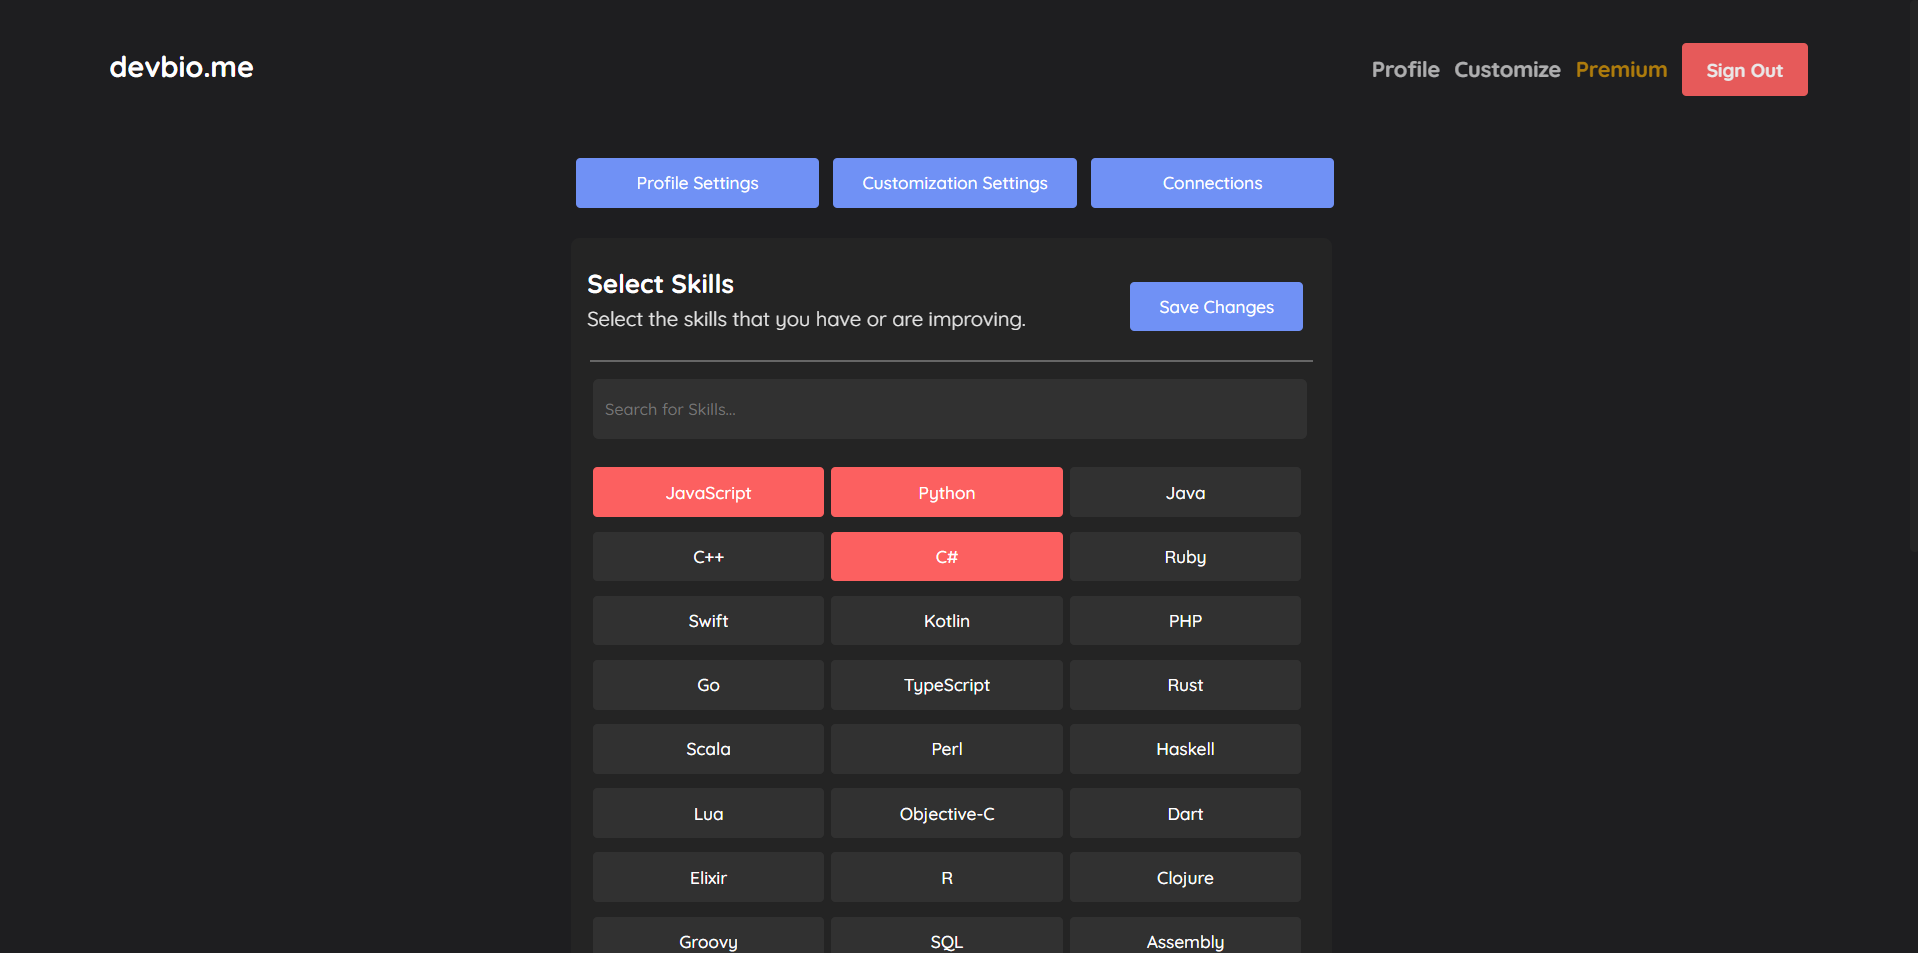 devbio.me
Profile Customize Premium Sign Out
Profile Settings Customization Settings Connections
Select Skills
Select the skills that you have or are improving.
Save Changes
Search for Skills...
JavaScript Python Java
C++ C# Ruby
Swift Kotlin PHP
Go TypeScript Rust
Scala Perl Haskell
Lua Objective-C Dart
Elixir R Clojure
Groovy SQL Assembly